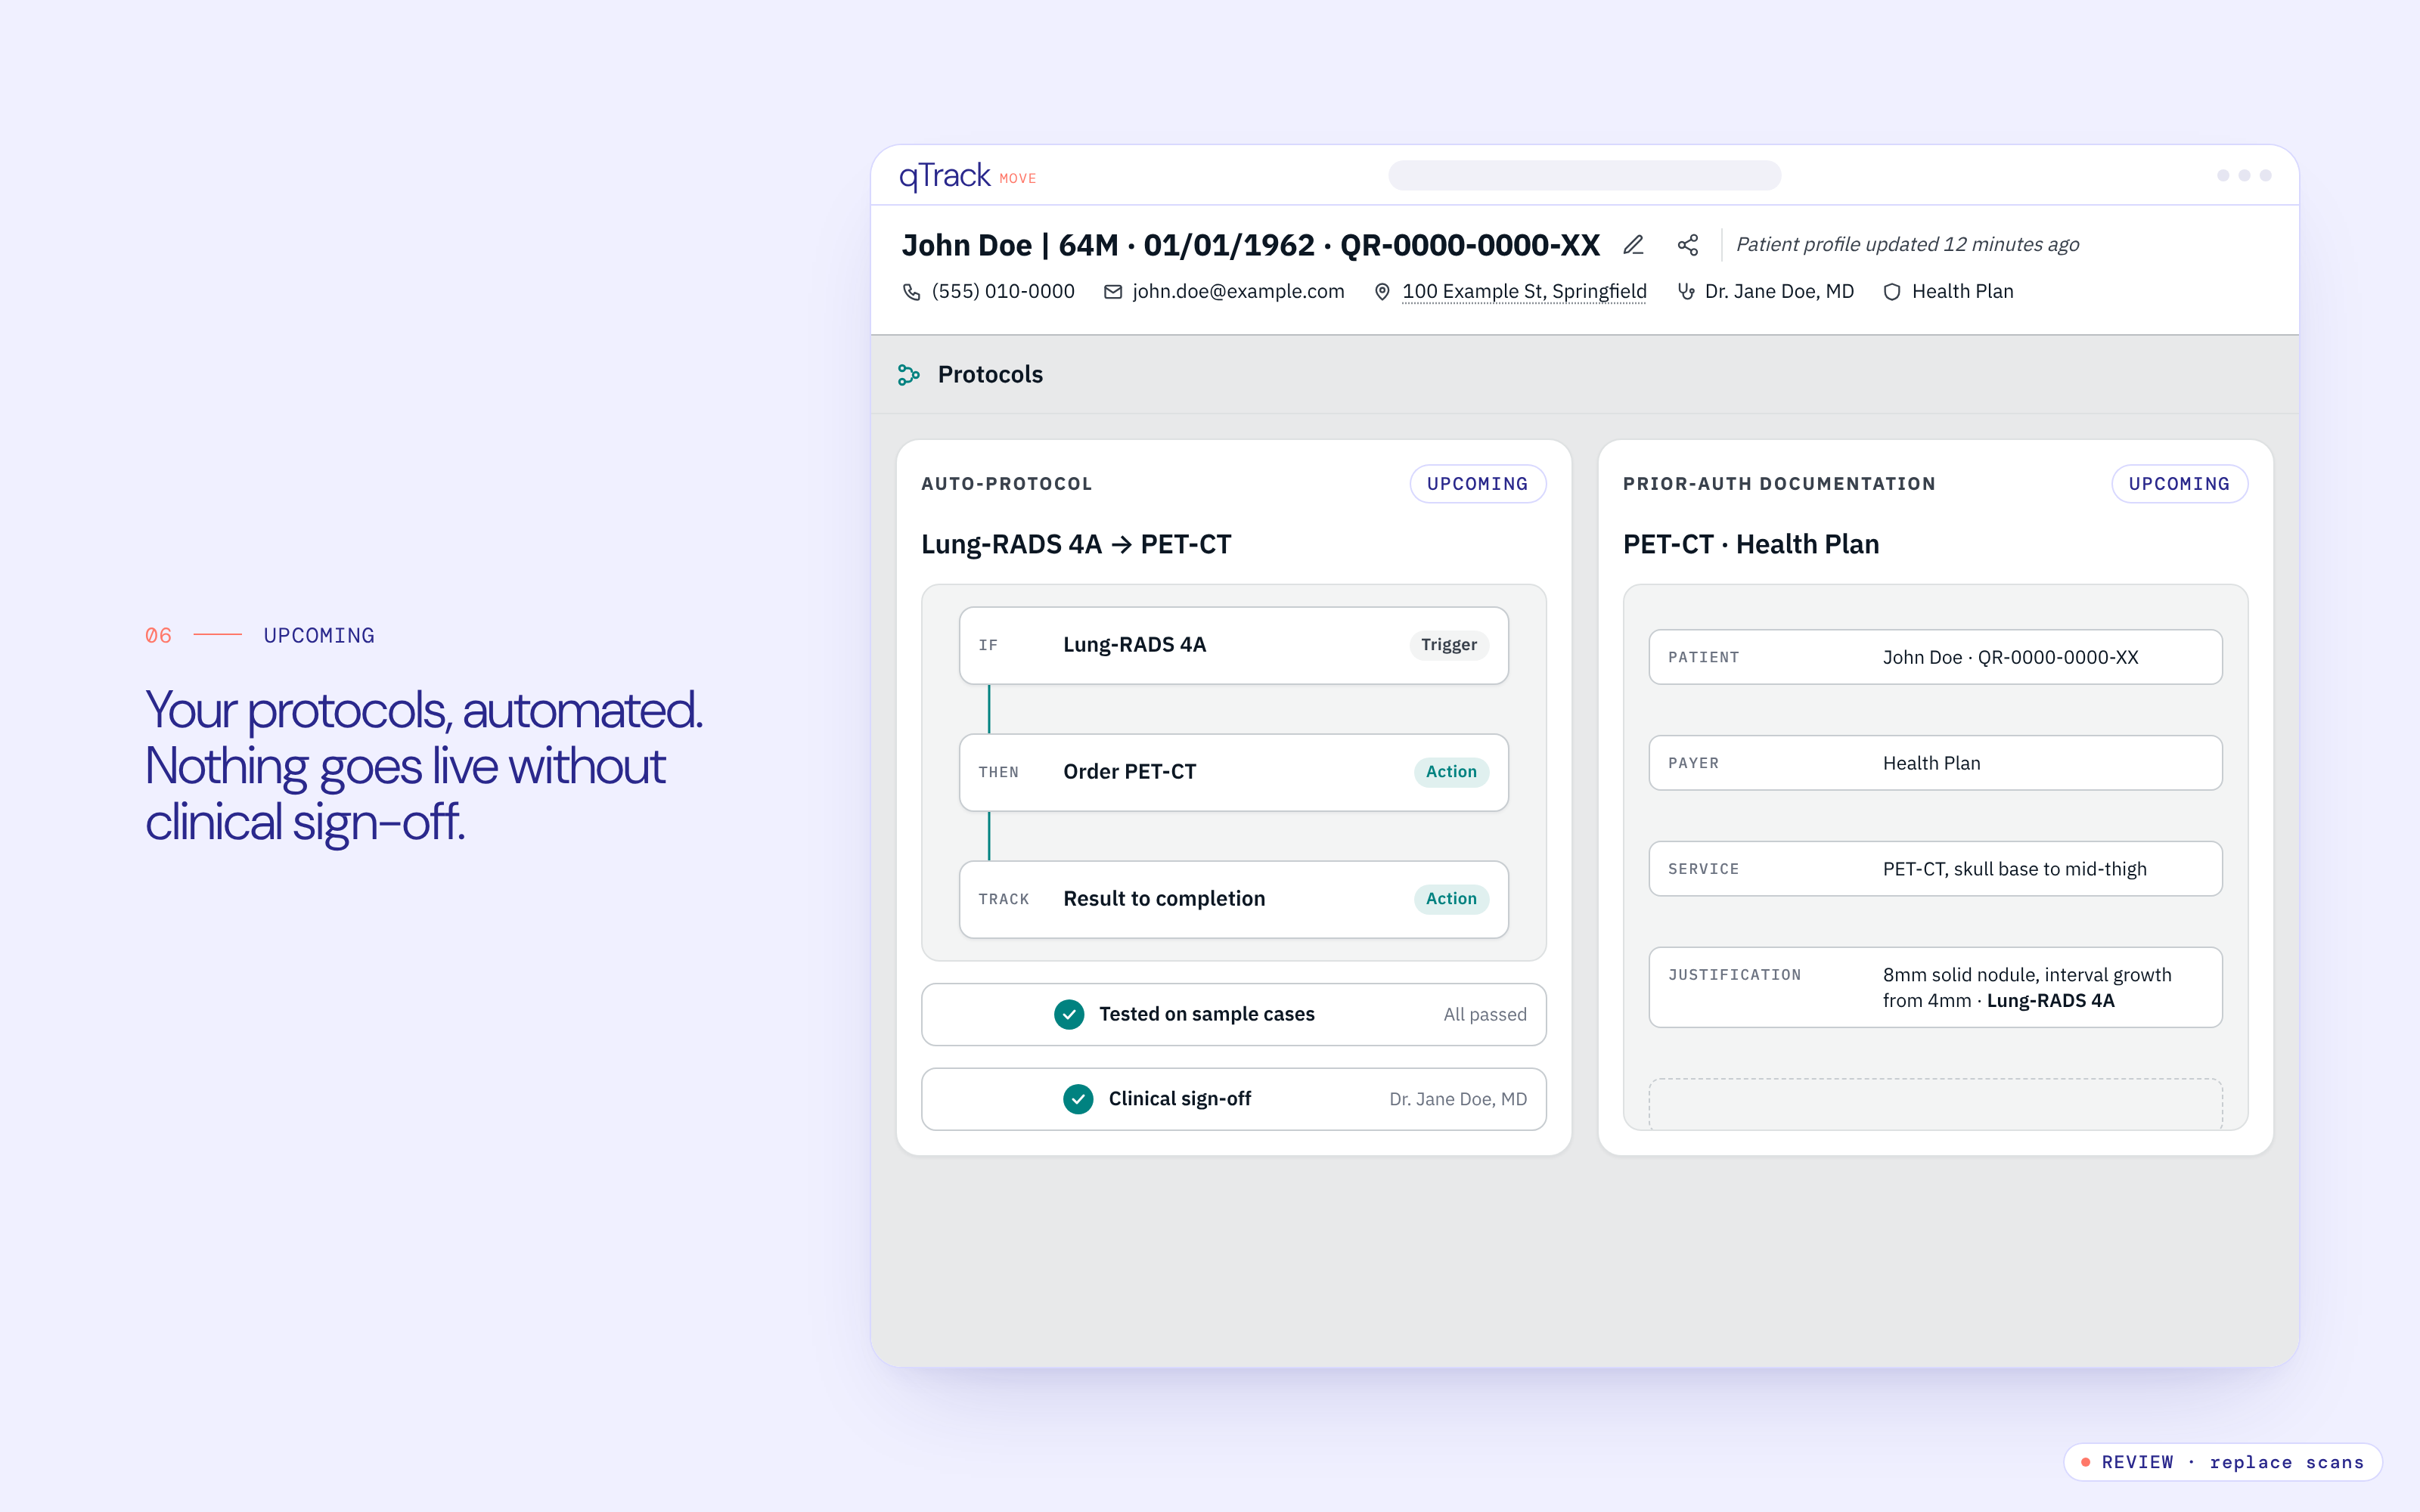 06 — UPCOMING
Your protocols, automated.
Nothing goes live without
clinical sign-off.
qTrack MOVE
John Doe | 64M · 01/01/1962 · QR-0000-0000-XX
Patient profile updated 12 minutes ago
(555) 010-0000
john.doe@example.com
100 Example St, Springfield
Dr. Jane Doe, MD
Health Plan
Protocols
AUTO-PROTOCOL
UPCOMING
Lung-RADS 4A → PET-CT
IF Lung-RADS 4A Trigger
THEN Order PET-CT Action
TRACK Result to completion Action
Tested on sample cases All passed
Clinical sign-off Dr. Jane Doe, MD
PRIOR-AUTH DOCUMENTATION
UPCOMING
PET-CT · Health Plan
PATIENT John Doe · QR-0000-0000-XX
PAYER Health Plan
SERVICE PET-CT, skull base to mid-thigh
JUSTIFICATION 8mm solid nodule, interval growth
from 4mm · Lung-RADS 4A
REVIEW · replace scans